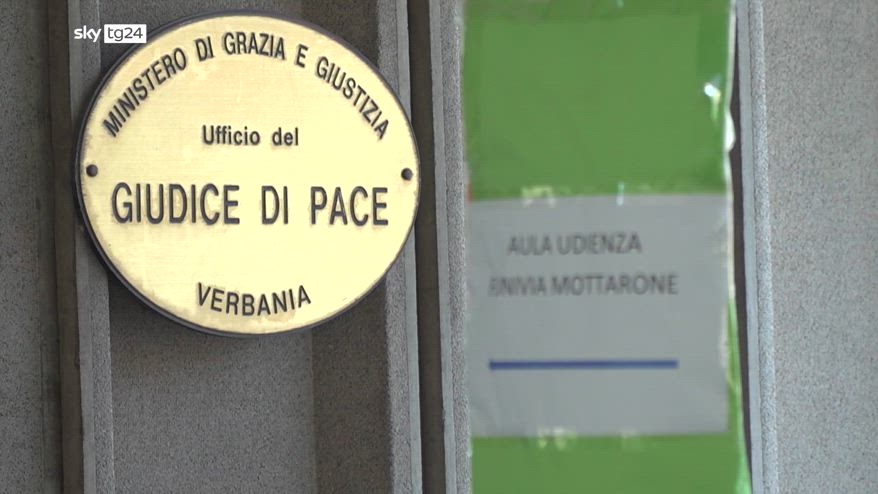 sky tg24
MINISTERO DI GRAZIA E GIUSTIZIA
Ufficio del
GIUDICE DI PACE
VERBANIA
AULA UDIENZA
MOTTARONE